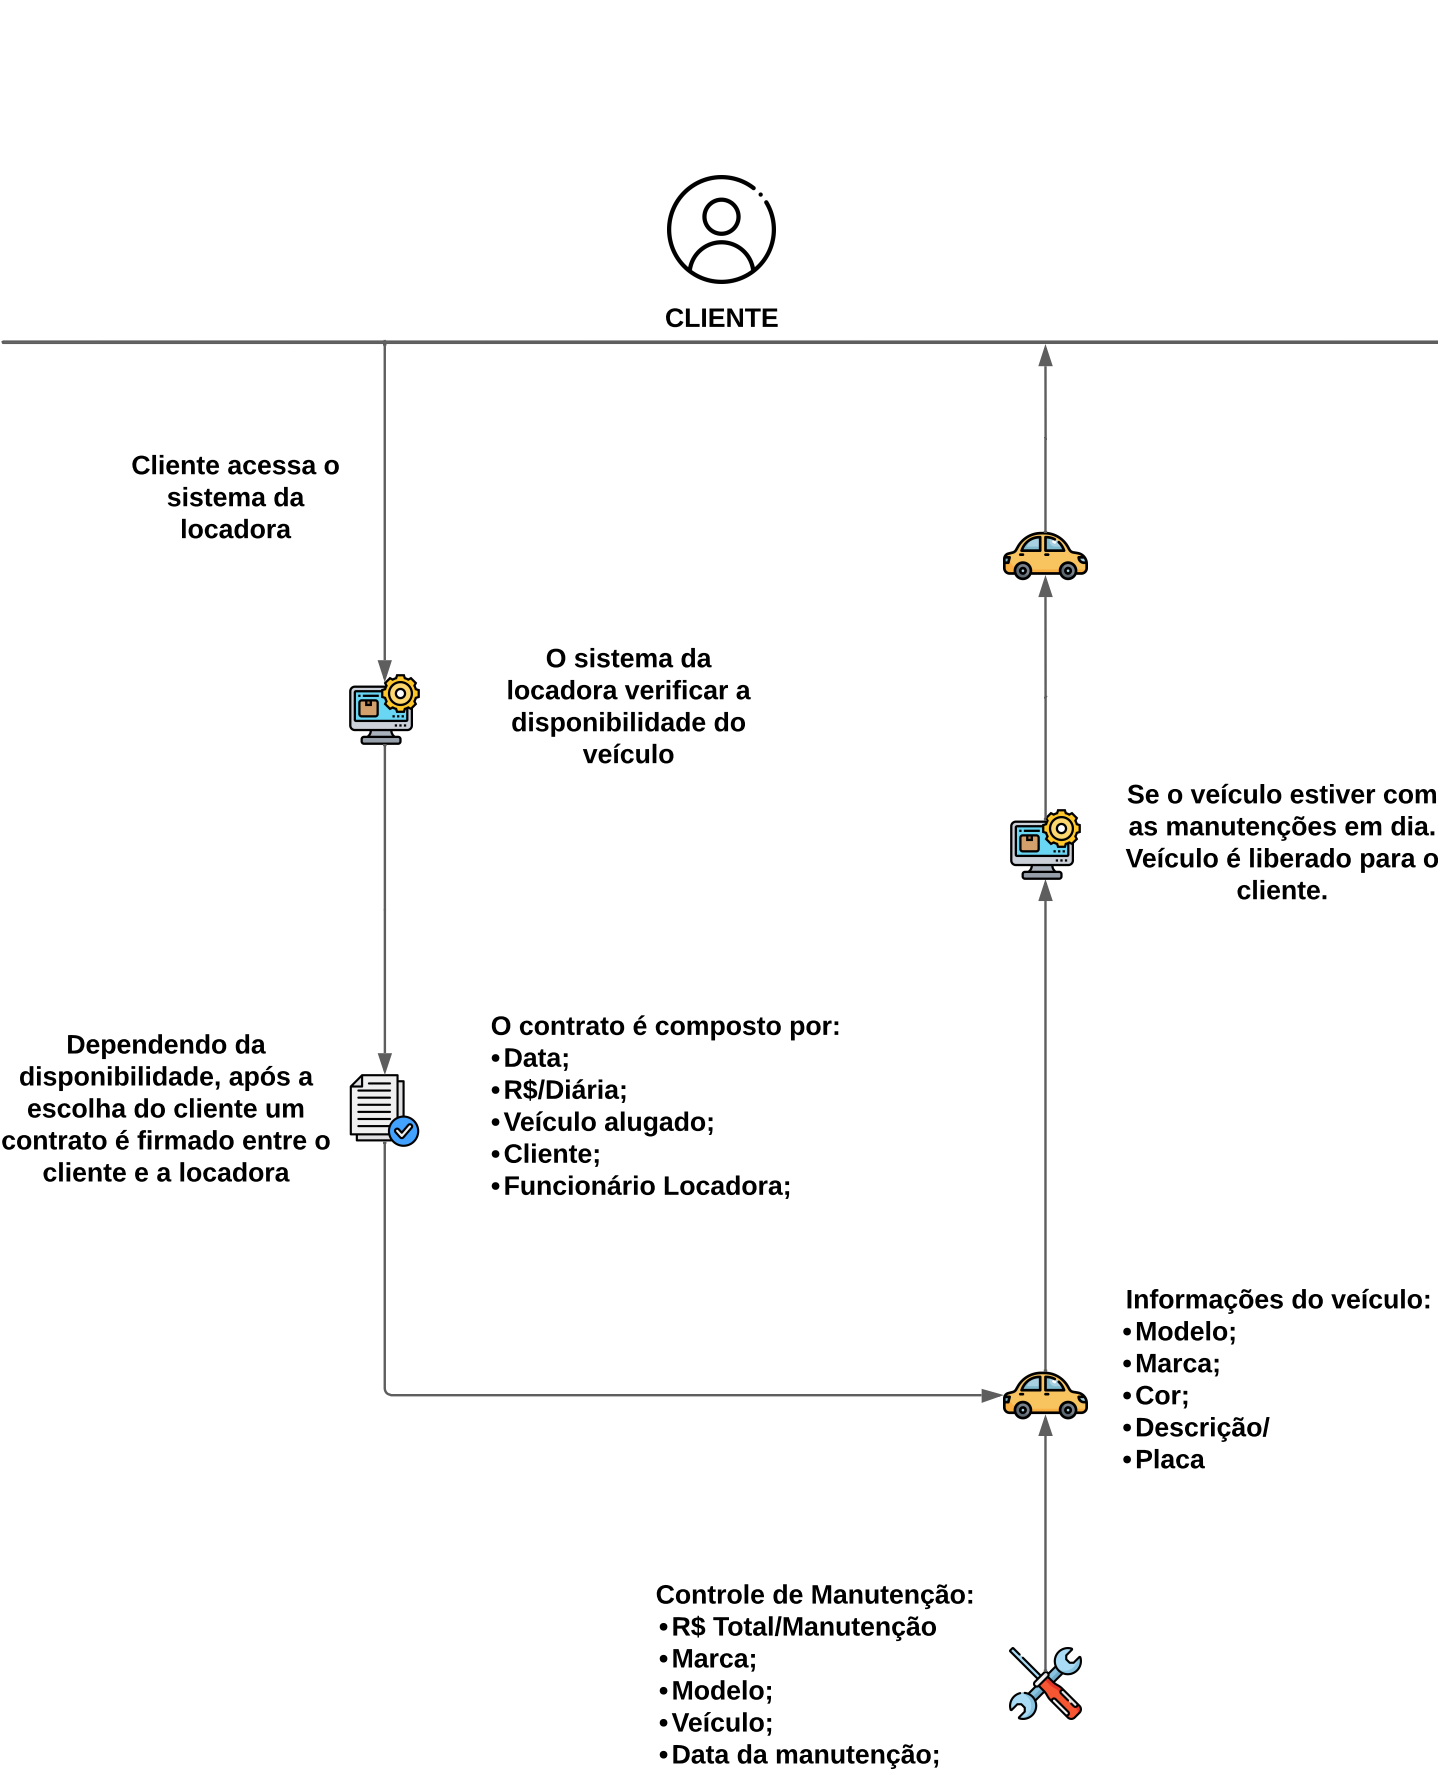 CLIENTE
Cliente acessa o
sistema da
locadora
O sistema da
locadora verificar a
disponibilidade do
veículo
Se o veículo estiver com
as manutenções em dia.
Veículo é liberado para o
cliente.
Dependendo da
disponibilidade, após a
escolha do cliente um
contrato é firmado entre o
cliente e a locadora
O contrato é composto por:
•Data;
•R$/Diária;
•Veículo alugado;
•Cliente;
•Funcionário Locadora;
Informações do veículo:
•Modelo;
•Marca;
•Cor;
•Descrição/
•Placa
Controle de Manutenção:
•R$ Total/Manutenção
•Marca;
•Modelo;
•Veículo;
•Data da manutenção;